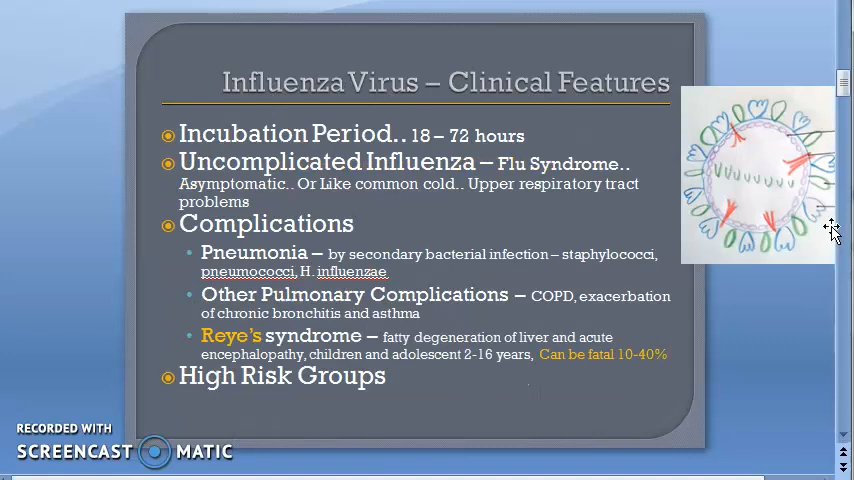 Influenza Virus – Clinical Features
Incubation Period.. 18 – 72 hours
Uncomplicated Influenza – Flu Syndrome..
Asymptomatic.. Or Like common cold.. Upper respiratory tract
problems
Complications
Pneumonia – by secondary bacterial infection – staphylococci,
pneumococci, H. influenzae
Other Pulmonary Complications – COPD, exacerbation
of chronic bronchitis and asthma
Reye's syndrome – fatty degeneration of liver and acute
encephalopathy, children and adolescent 2-16 years, Can be fatal 10-40%
High Risk Groups
RECORDED WITH
SCREENCAST MATIC